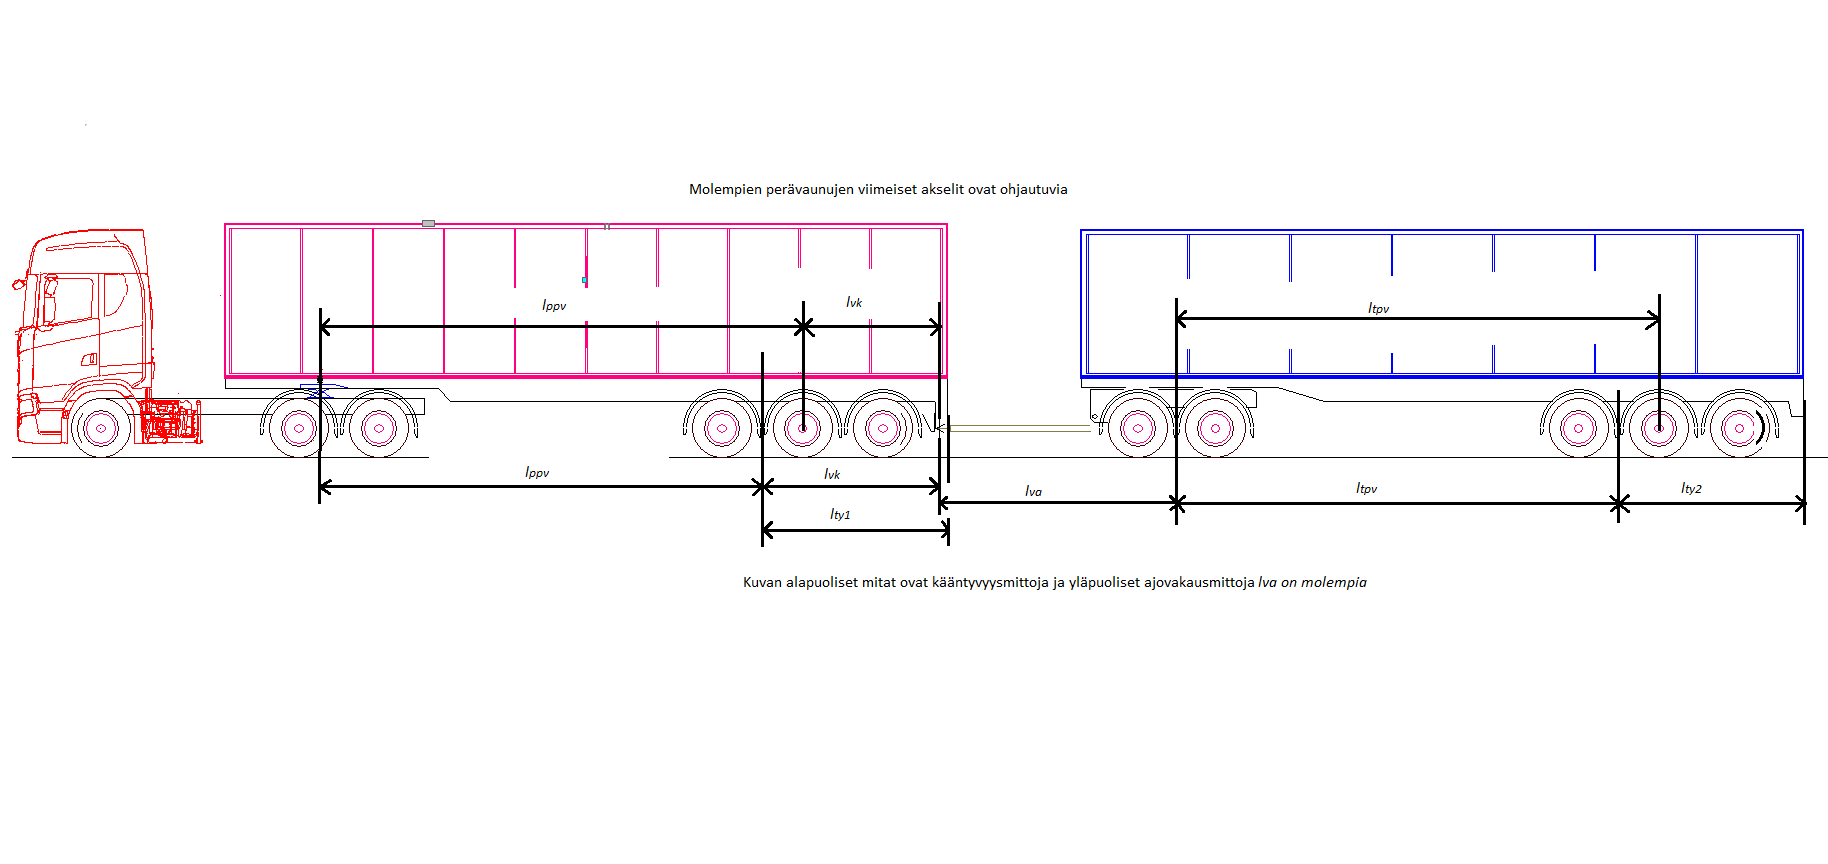 Molempien perävaunujen viimeiset akselit ovat ohjautuvia
lppv
lvk
ltpv
lppv
lvk
lty1
lva
ltpv
lty2
Kuvan alapuoliset mitat ovat kääntyvyysmittoja ja yläpuoliset ajovakausmittoja lva on molempia